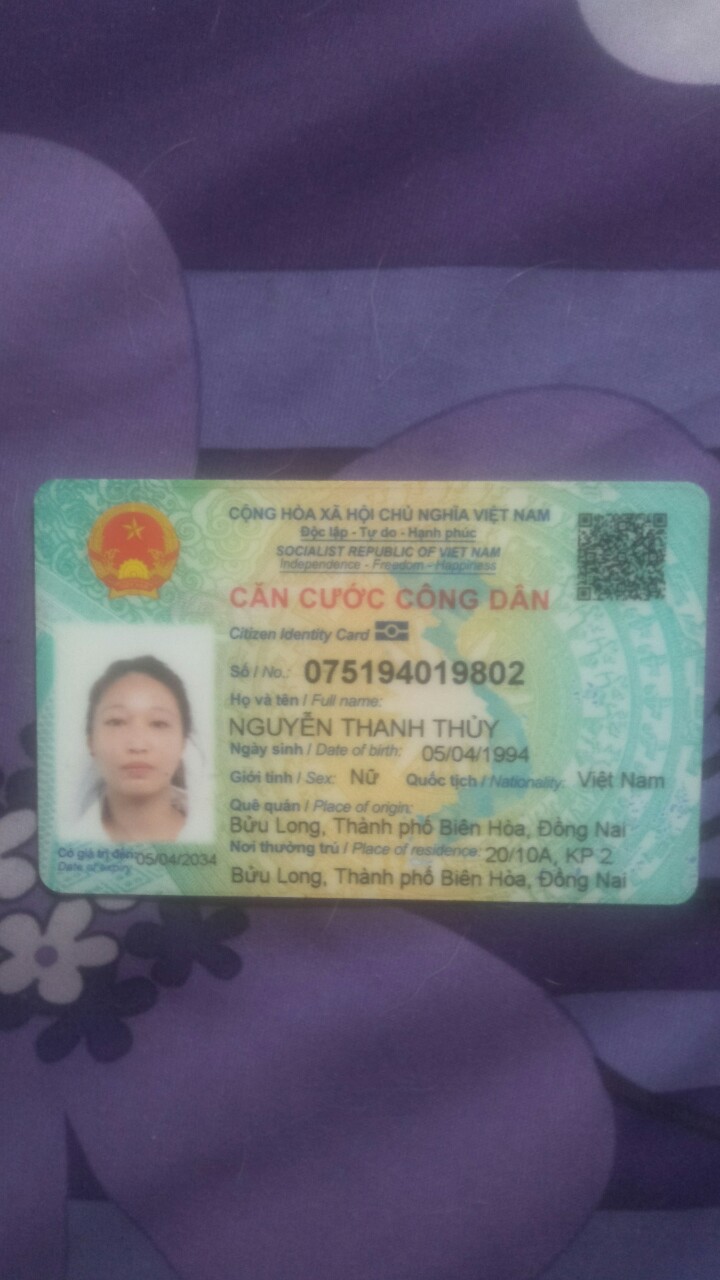 CỘNG HÒA XÃ HỘI CHỦ NGHĨA VIỆT NAM
Độc lập - Tự do - Hạnh phúc
SOCIALIST REPUBLIC OF VIET NAM
Independence - Freedom - Happiness
CĂN CƯỚC CÔNG DÂN
Citizen Identity Card
Số / No.: 075194019802
Họ và tên / Full name:
NGUYỄN THANH THỦY
Ngày sinh / Date of birth: 05/04/1994
Giới tính / Sex: Nữ Quốc tịch / Nationality: Việt Nam
Quê quán / Place of origin:
Bửu Long, Thành phố Biên Hòa, Đồng Nai
Nơi thường trú / Place of residence: 20/10A, KP 2
Bửu Long, Thành phố Biên Hòa, Đồng Nai
Có giá trị đến: 05/04/2034
Date of expiry